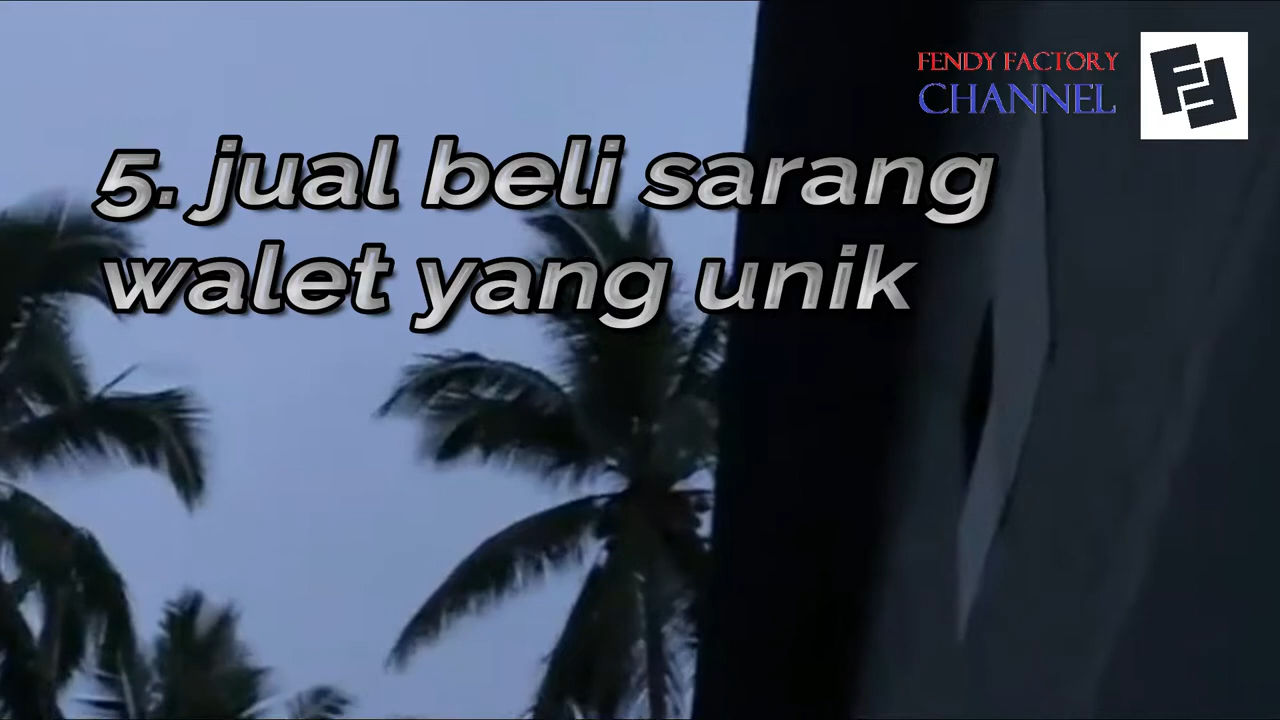 FENDY FACTORY
CHANNEL
5. jual beli sarang
walet yang unik